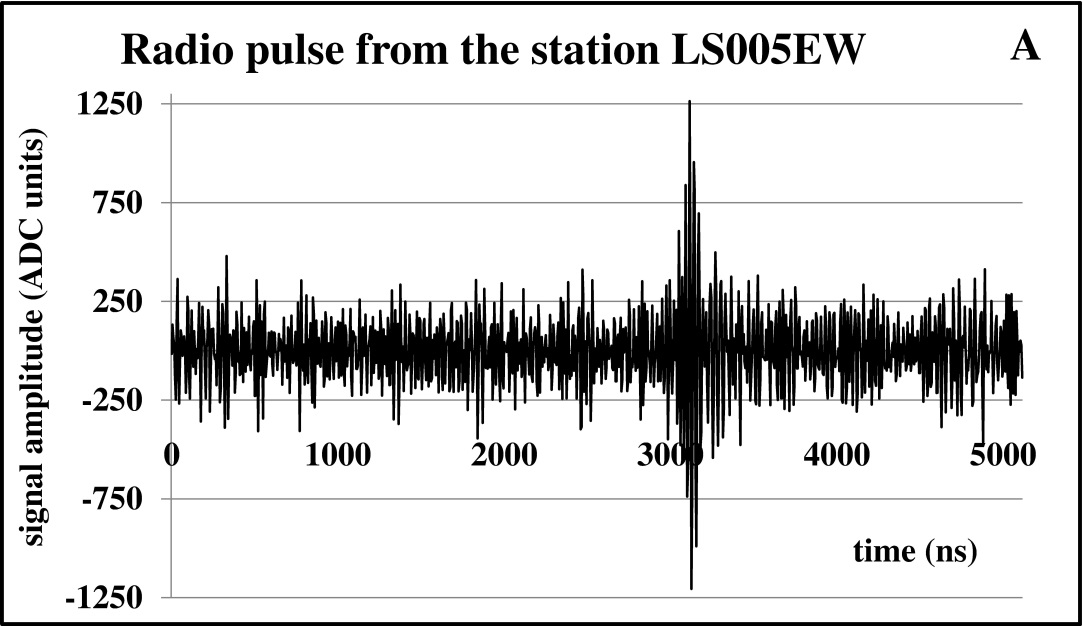 Radio pulse from the station LS005EW
A
signal amplitude (ADC units)
1250
750
250
-250
-750
-1250
0 1000 2000 3000 4000 5000
time (ns)